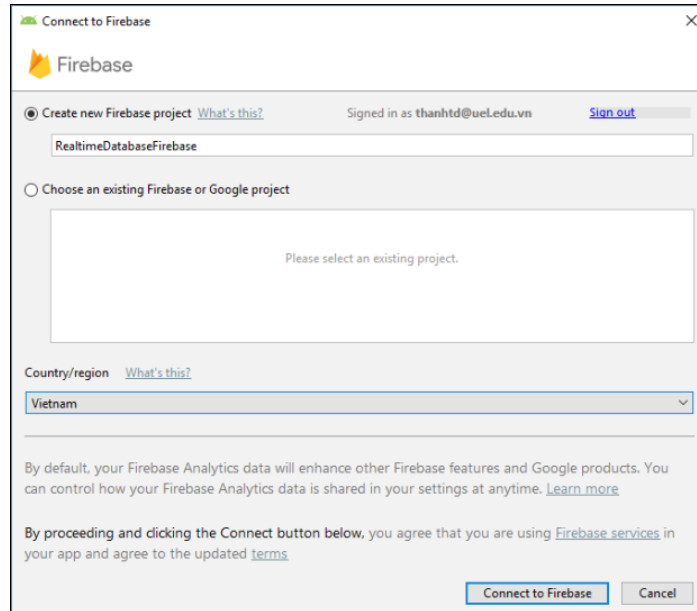 Connect to Firebase
Firebase
Create new Firebase project What's this? Signed in as thanhtd@uel.edu.vn Sign out
RealtimeDatabaseFirebase
Choose an existing Firebase or Google project
Please select an existing project.
Country/region What's this?
Vietnam
By default, your Firebase Analytics data will enhance other Firebase features and Google products. You
can control how your Firebase Analytics data is shared in your settings at anytime. Learn more
By proceeding and clicking the Connect button below, you agree that you are using Firebase services in
your app and agree to the updated terms
Connect to Firebase Cancel